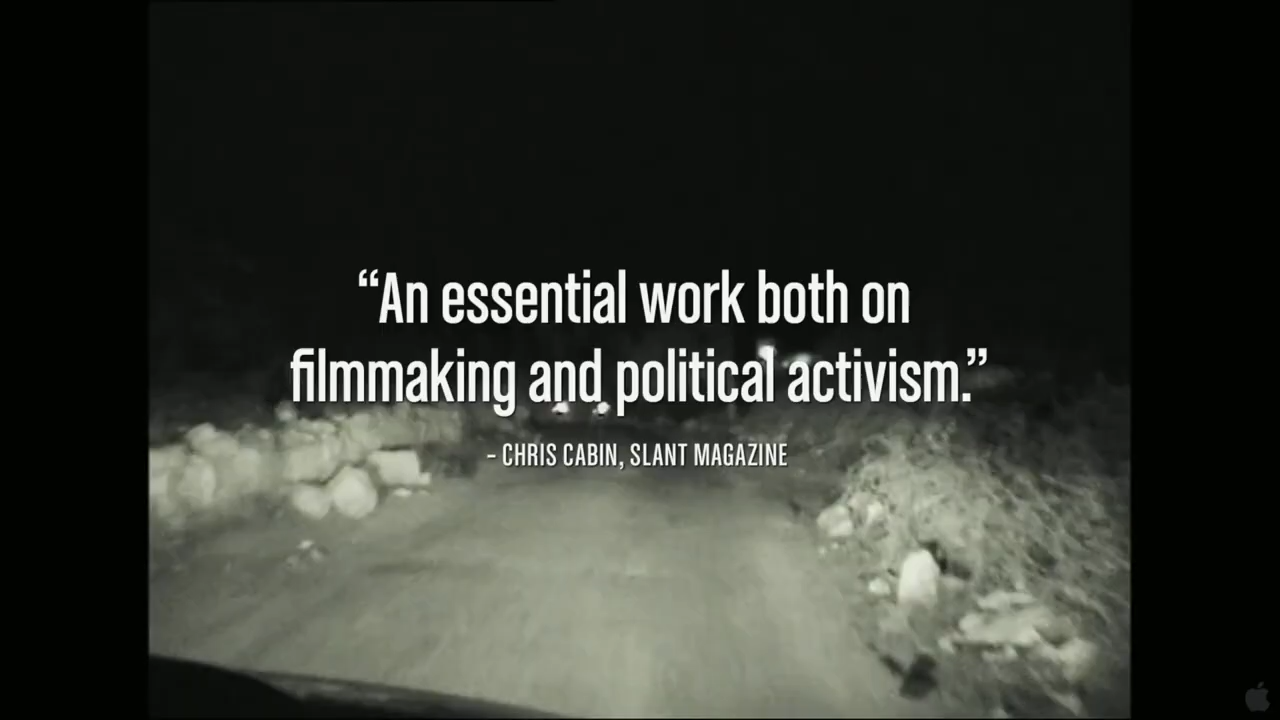 “An essential work both on
filmmaking and political activism.”
– CHRIS CABIN, SLANT MAGAZINE